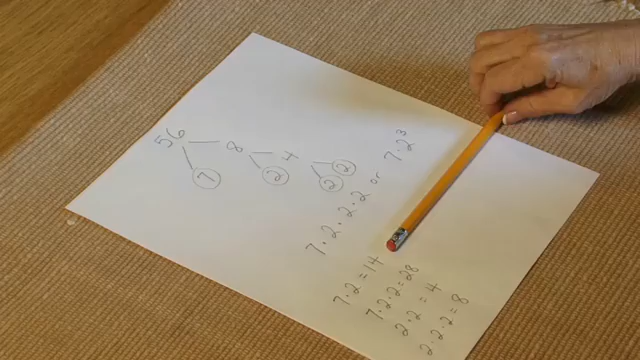 56 8 4 2
7 2 2
7 · 2 · 2 · 2 or 7 · 2³
7 · 2 = 14
7 · 2 · 2 = 28
2 · 2 = 4
2 · 2 · 2 = 8